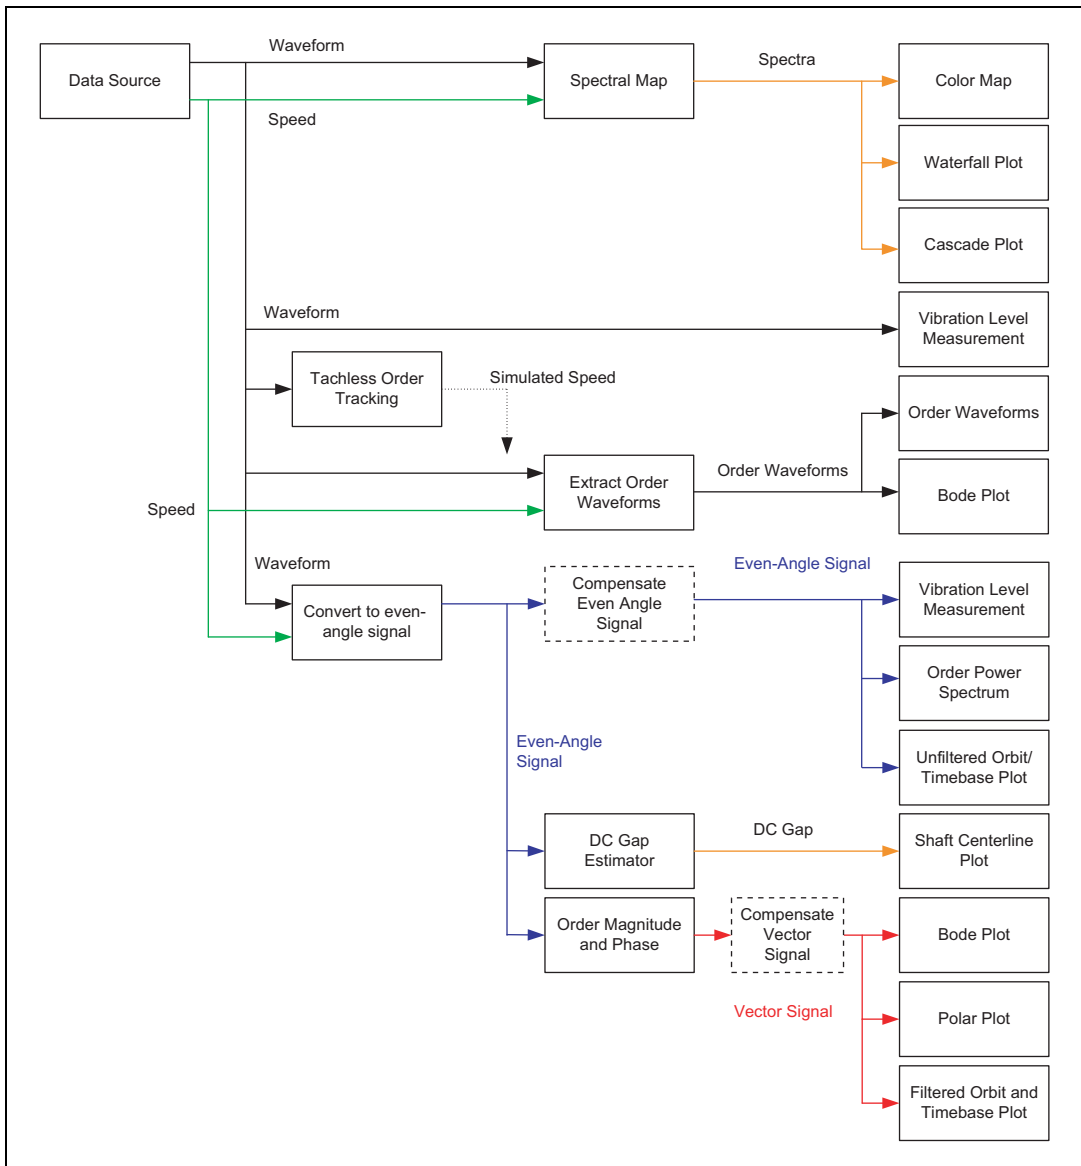 Waveform
Data Source
Speed
Spectral Map
Spectra
Color Map
Waterfall Plot
Cascade Plot
Waveform
Vibration Level
Measurement
Tachless Order
Tracking
Simulated Speed
Order Waveforms
Extract Order
Waveforms
Order Waveforms
Bode Plot
Speed
Waveform
Convert to even-
angle signal
Compensate
Even Angle
Signal
Even-Angle Signal
Vibration Level
Measurement
Order Power
Spectrum
Even-Angle
Signal
Unfiltered Orbit/
Timebase Plot
DC Gap
Estimator
DC Gap
Shaft Centerline
Plot
Order Magnitude
and Phase
Compensate
Vector
Signal
Bode Plot
Vector Signal
Polar Plot
Filtered Orbit and
Timebase Plot